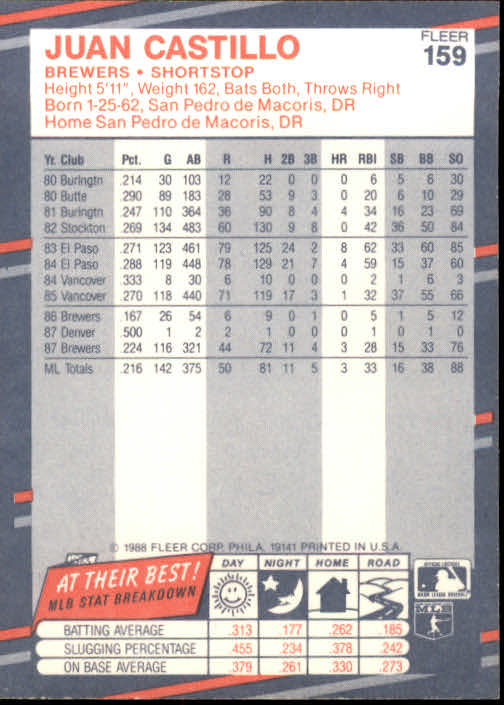 JUAN CASTILLO
FLEER
159
BREWERS • SHORTSTOP
Height 5'11", Weight 162, Bats Both, Throws Right
Born 1-25-62, San Pedro de Macoris, DR
Home San Pedro de Macoris, DR
Yr. Club Pct. G AB R H 2B 3B HR RBI SB BB SO
80 Burlngtn .214 30 103 12 22 0 0 0 6 5 6 30
80 Butte .290 89 183 28 53 9 3 0 20 6 10 29
81 Burlngtn .247 110 364 36 90 8 4 4 34 16 23 69
82 Stockton .269 134 483 60 130 9 8 0 42 36 50 84
83 El Paso .271 123 461 79 125 24 2 8 62 33 60 85
84 El Paso .288 119 448 78 129 21 7 4 59 15 37 60
84 Vancover .333 8 30 6 10 0 0 0 2 1 6 3
85 Vancover .270 118 440 71 119 17 3 1 32 37 55 66
86 Brewers .167 26 54 6 9 0 1 0 5 1 5 12
87 Denver .500 1 2 2 1 0 0 0 0 0 1 0
87 Brewers .224 116 321 44 72 11 4 3 28 15 33 76
ML Totals .216 142 375 50 81 11 5 3 33 16 38 88
© 1988 FLEER CORP. PHILA. 19141 PRINTED IN U.S.A.
AT THEIR BEST!
MLB STAT BREAKDOWN
DAY NIGHT HOME ROAD
BATTING AVERAGE .313 .177 .262 .185
SLUGGING PERCENTAGE .455 .234 .378 .242
ON BASE AVERAGE .379 .261 .330 .273
MAJOR LEAGUE BASEBALL
MLB